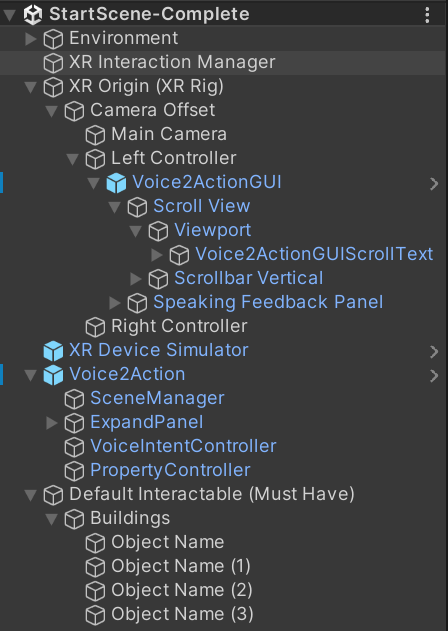 StartScene-Complete
Environment
XR Interaction Manager
XR Origin (XR Rig)
Camera Offset
Main Camera
Left Controller
Voice2ActionGUI
Scroll View
Viewport
Voice2ActionGUIScrollText
Scrollbar Vertical
Speaking Feedback Panel
Right Controller
XR Device Simulator
Voice2Action
SceneManager
ExpandPanel
VoiceIntentController
PropertyController
Default Interactable (Must Have)
Buildings
Object Name
Object Name (1)
Object Name (2)
Object Name (3)